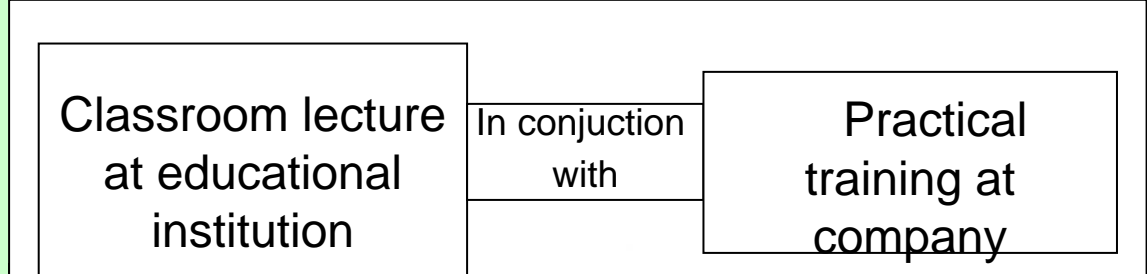 Classroom lecture
at educational
institution
In conjuction
with
Practical
training at
company